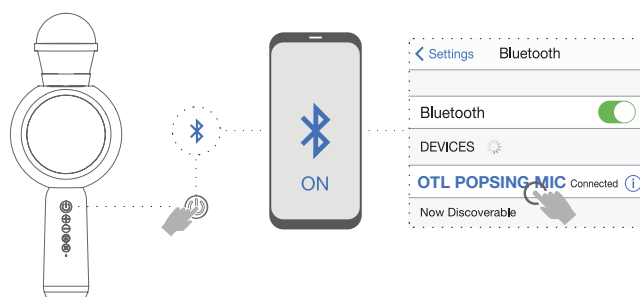 ON
Settings Bluetooth
Bluetooth
DEVICES
OTL POPSING MIC Connected
Now Discoverable